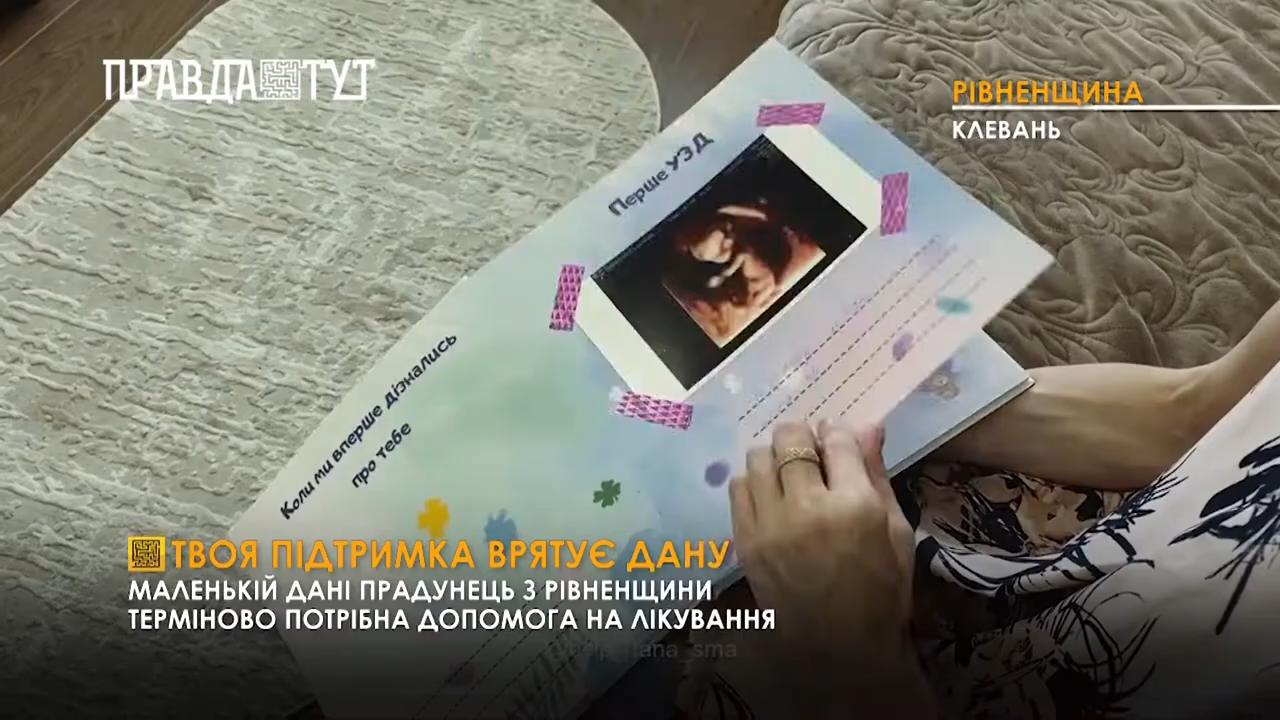 ПРАВДА ТУТ
РІВНЕНЩИНА
КЛЕВАНЬ
Перше УЗД
Коли ми вперше дізнались
про тебе
ТВОЯ ПІДТРИМКА ВРЯТУЄ ДАНУ
МАЛЕНЬКІЙ ДАНІ ПРАДУНЕЦЬ З РІВНЕНЩИНИ
ТЕРМІНОВО ПОТРІБНА ДОПОМОГА НА ЛІКУВАННЯ